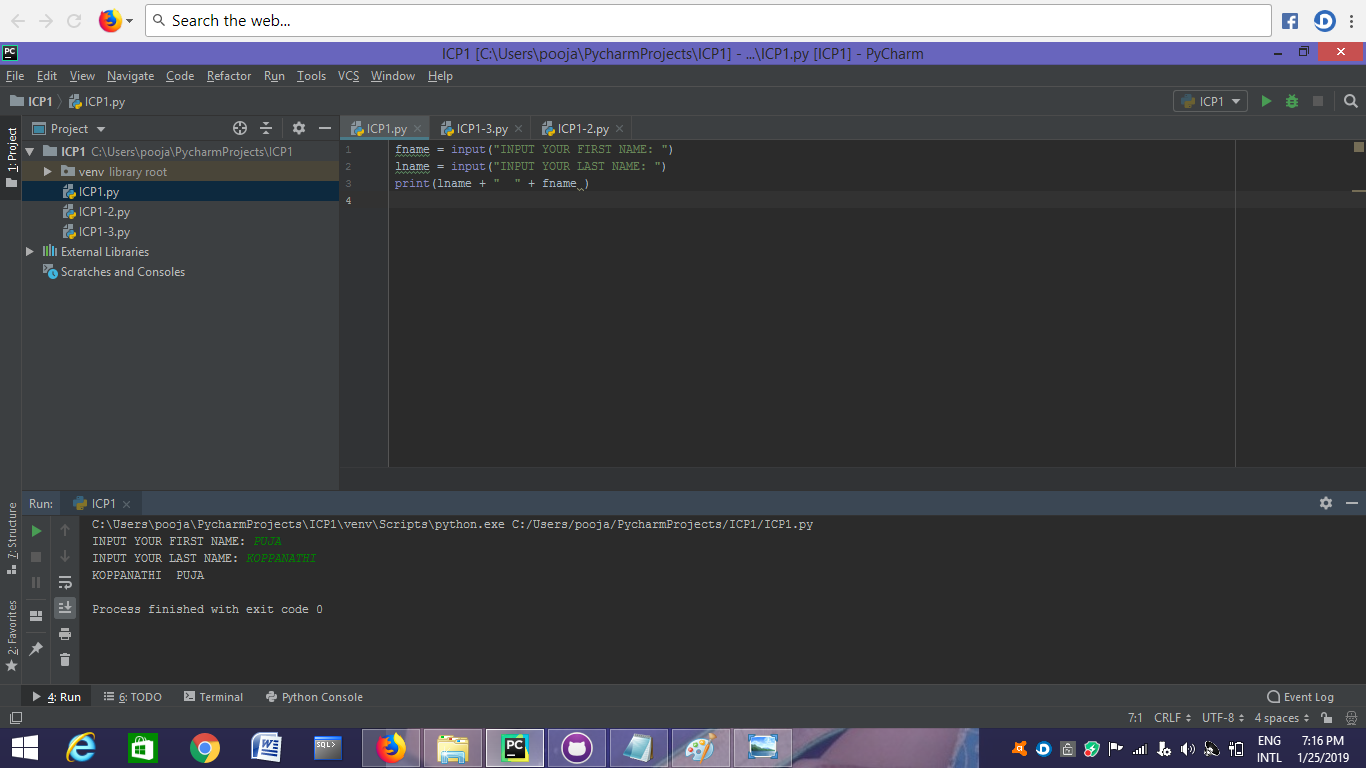 Search the web...
ICP1 [C:\Users\pooja\PycharmProjects\ICP1] - ...\ICP1.py [ICP1] - PyCharm
File Edit View Navigate Code Refactor Run Tools VCS Window Help
ICP1 ICP1.py ICP1
1: Project
Project ICP1.py ICP1-3.py ICP1-2.py
ICP1 C:\Users\pooja\PycharmProjects\ICP1
venv library root
ICP1.py
ICP1-2.py
ICP1-3.py
External Libraries
Scratches and Consoles
1 fname = input("INPUT YOUR FIRST NAME: ")
2 lname = input("INPUT YOUR LAST NAME: ")
3 print(lname + "  " + fname )
4
7: Structure
2: Favorites
Run: ICP1
C:\Users\pooja\PycharmProjects\ICP1\venv\Scripts\python.exe C:/Users/pooja/PycharmProjects/ICP1/ICP1.py
INPUT YOUR FIRST NAME: PUJA
INPUT YOUR LAST NAME: KOPPANATHI
KOPPANATHI  PUJA
Process finished with exit code 0
4: Run 6: TODO Terminal Python Console Event Log
7:1 CRLF UTF-8 4 spaces
SQL> PC ENG 7:16 PM
INTL 1/25/2019